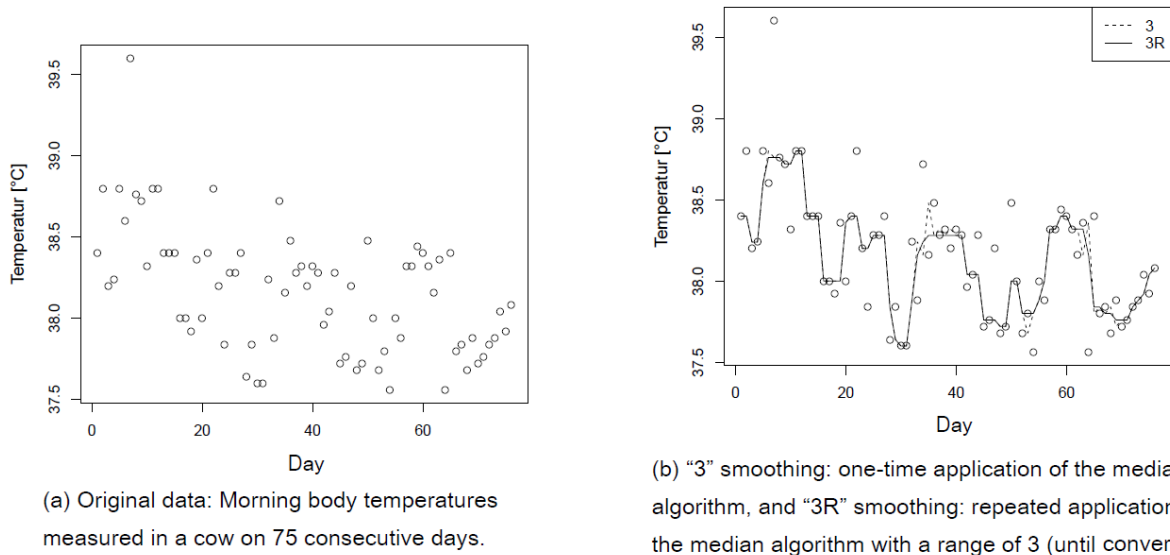 39.5
39.0
38.5
38.0
37.5
Temperatur [°C]
0
20
40
60
Day
(a) Original data: Morning body temperatures
measured in a cow on 75 consecutive days.
3
3R
39.5
39.0
38.5
38.0
37.5
Temperatur [°C]
0
20
40
60
Day
(b) “3” smoothing: one-time application of the media
algorithm, and “3R” smoothing: repeated application
the median algorithm with a range of 3 (until conver